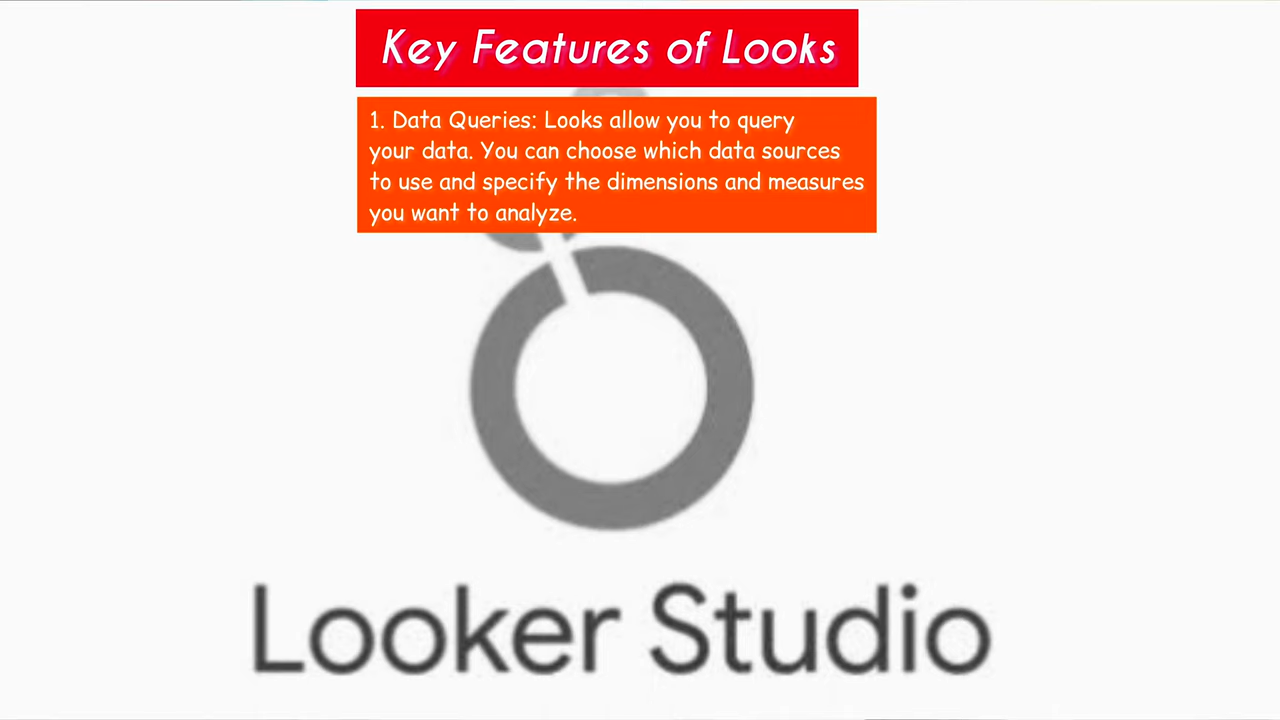 Key Features of Looks
1. Data Queries: Looks allow you to query
your data. You can choose which data sources
to use and specify the dimensions and measures
you want to analyze.
Looker Studio